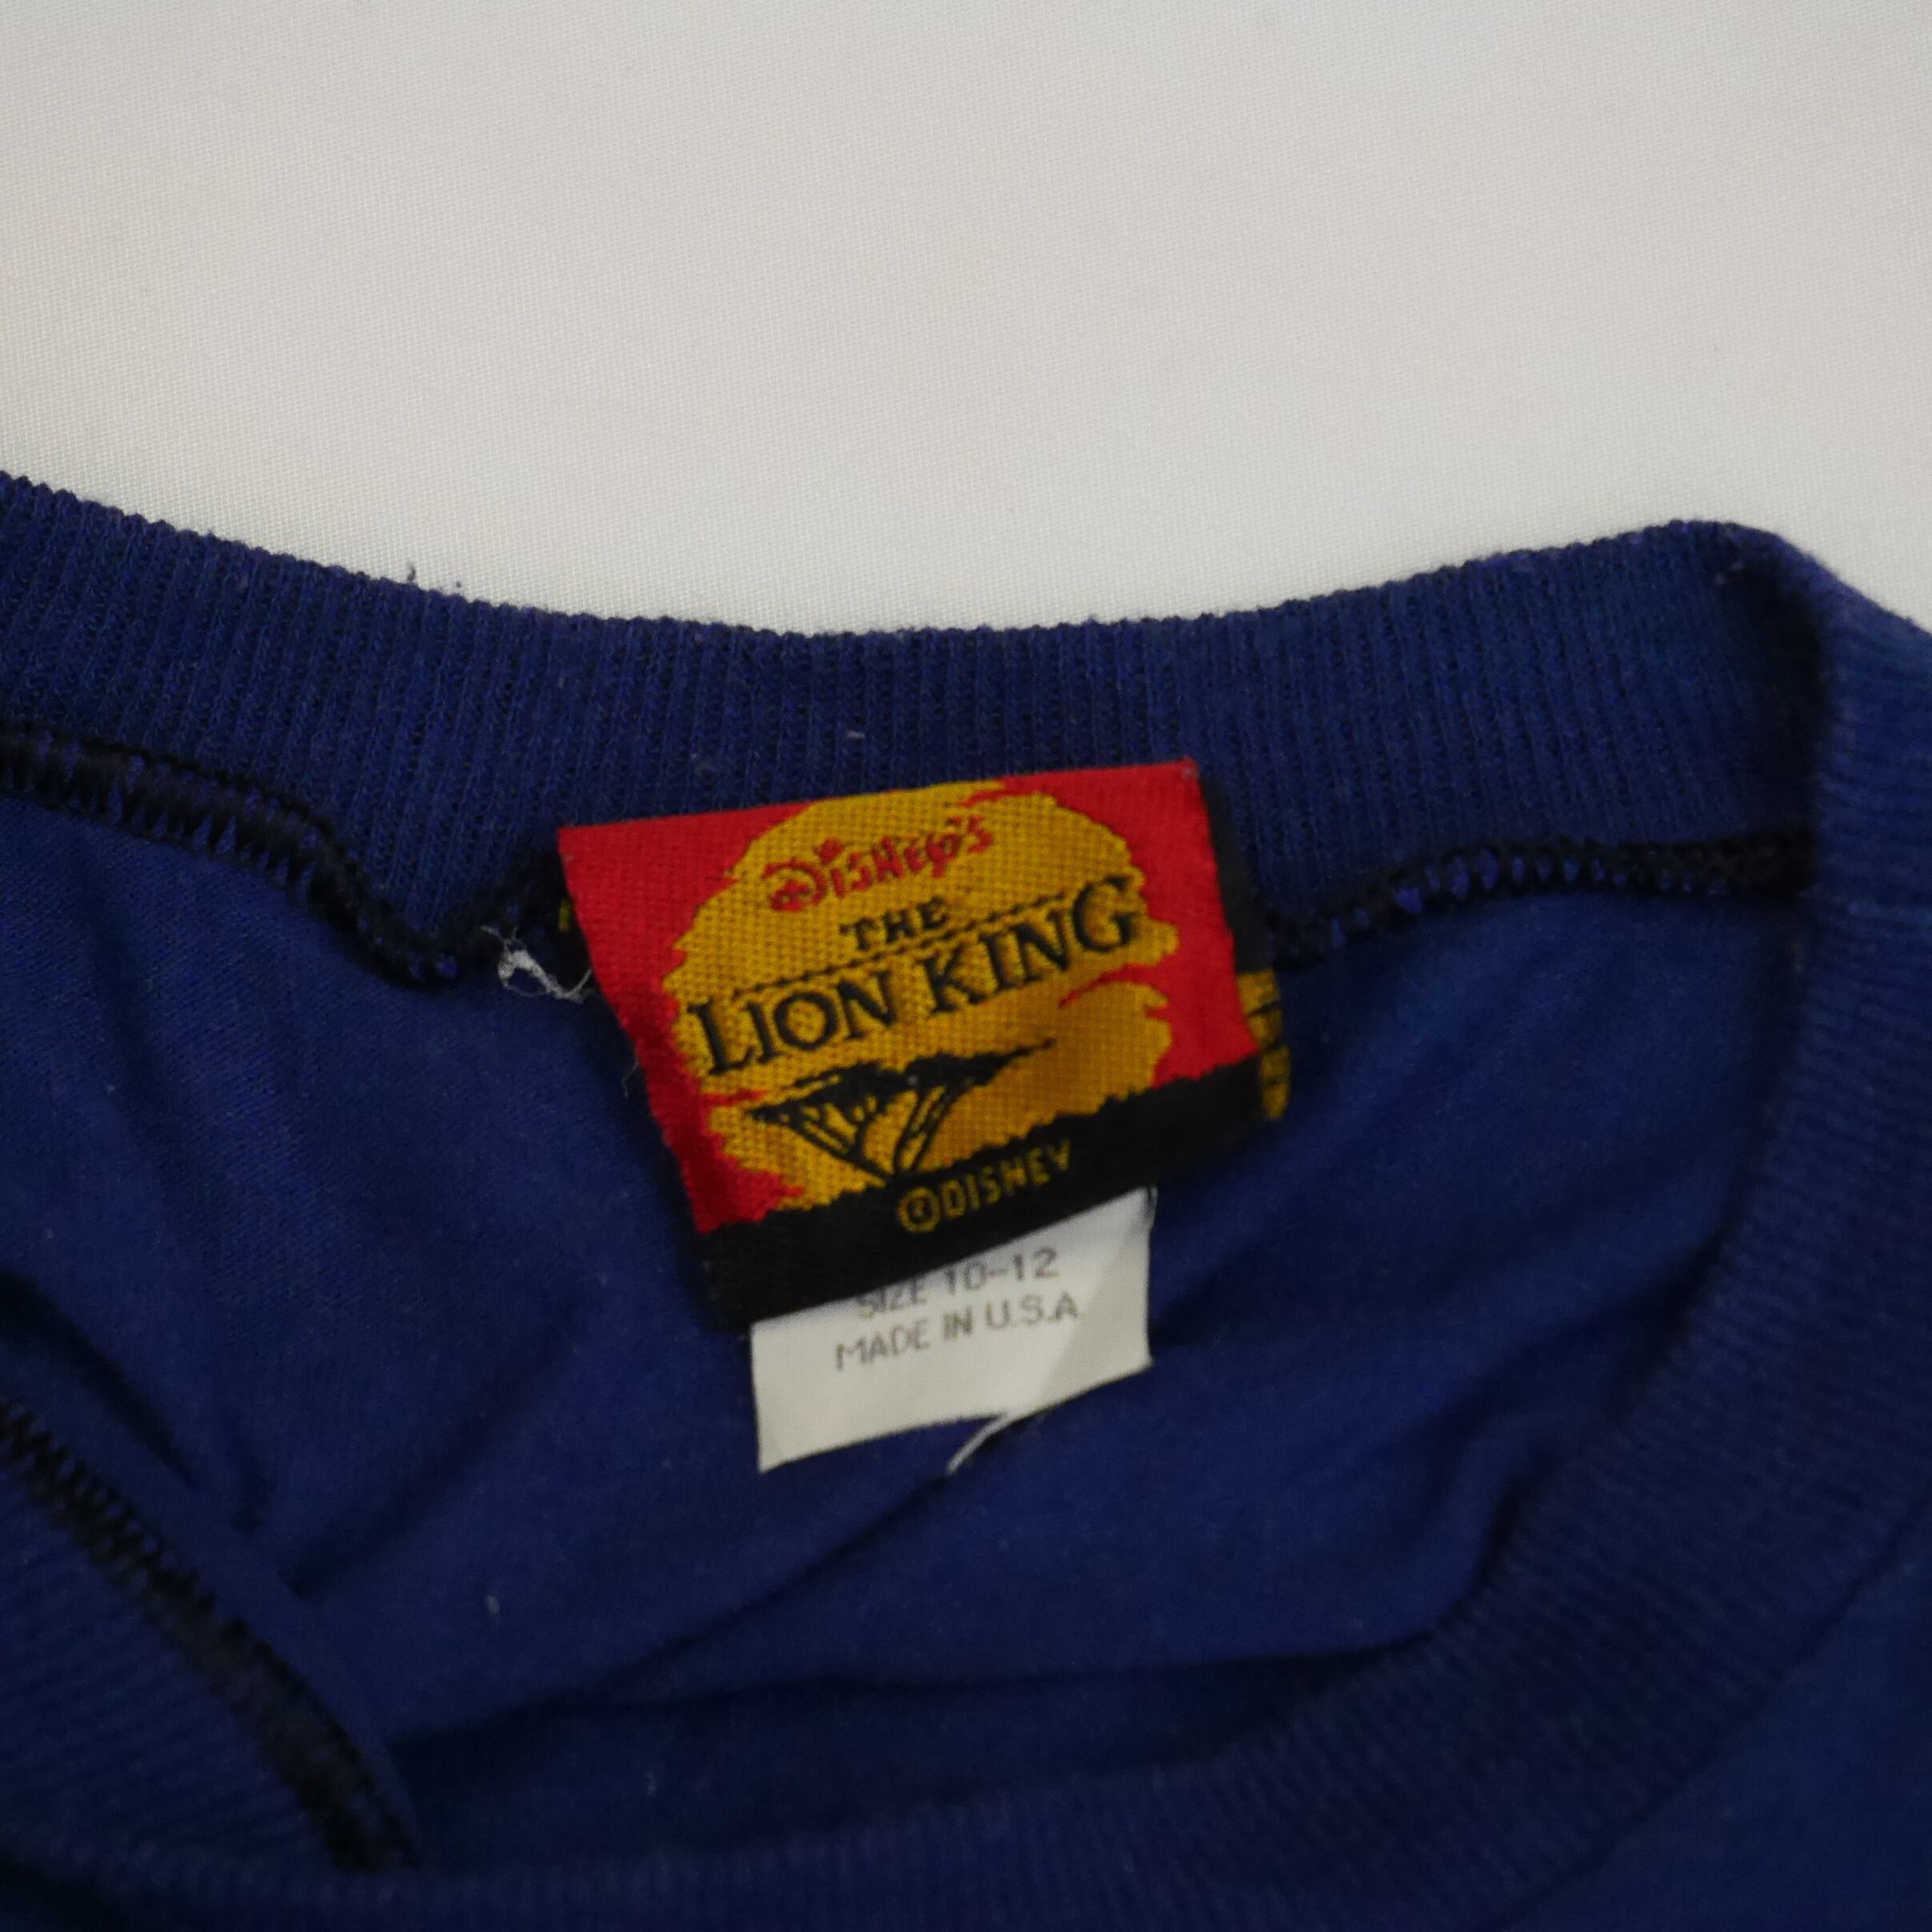 Disney's
THE
LION KING
©DISNEY
SIZE 10-12
MADE IN U.S.A